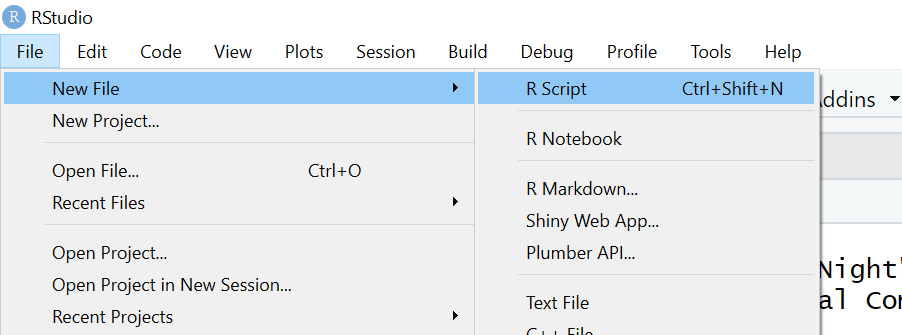 RStudio
File Edit Code View Plots Session Build Debug Profile Tools Help
New File
New Project...
Open File... Ctrl+O
Recent Files
Open Project...
Open Project in New Session...
Recent Projects
R Script Ctrl+Shift+N
R Notebook
R Markdown...
Shiny Web App...
Plumber API...
Text File
C++ File
Addins
Night"
al Con